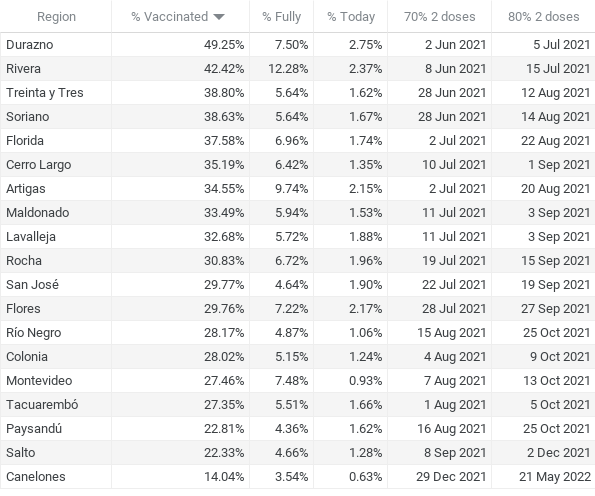 Region % Vaccinated % Fully % Today 70% 2 doses 80% 2 doses
Durazno 49.25% 7.50% 2.75% 2 Jun 2021 5 Jul 2021
Rivera 42.42% 12.28% 2.37% 8 Jun 2021 15 Jul 2021
Treinta y Tres 38.80% 5.64% 1.62% 28 Jun 2021 12 Aug 2021
Soriano 38.63% 5.64% 1.67% 28 Jun 2021 14 Aug 2021
Florida 37.58% 6.96% 1.74% 2 Jul 2021 22 Aug 2021
Cerro Largo 35.19% 6.42% 1.35% 10 Jul 2021 1 Sep 2021
Artigas 34.55% 9.74% 2.15% 2 Jul 2021 20 Aug 2021
Maldonado 33.49% 5.94% 1.53% 11 Jul 2021 3 Sep 2021
Lavalleja 32.68% 5.72% 1.88% 11 Jul 2021 3 Sep 2021
Rocha 30.83% 6.72% 1.96% 19 Jul 2021 15 Sep 2021
San José 29.77% 4.64% 1.90% 22 Jul 2021 19 Sep 2021
Flores 29.76% 7.22% 2.17% 28 Jul 2021 27 Sep 2021
Río Negro 28.17% 4.87% 1.06% 15 Aug 2021 25 Oct 2021
Colonia 28.02% 5.15% 1.24% 4 Aug 2021 9 Oct 2021
Montevideo 27.46% 7.48% 0.93% 7 Aug 2021 13 Oct 2021
Tacuarembó 27.35% 5.51% 1.66% 1 Aug 2021 5 Oct 2021
Paysandú 22.81% 4.36% 1.62% 16 Aug 2021 25 Oct 2021
Salto 22.33% 4.66% 1.28% 8 Sep 2021 2 Dec 2021
Canelones 14.04% 3.54% 0.63% 29 Dec 2021 21 May 2022